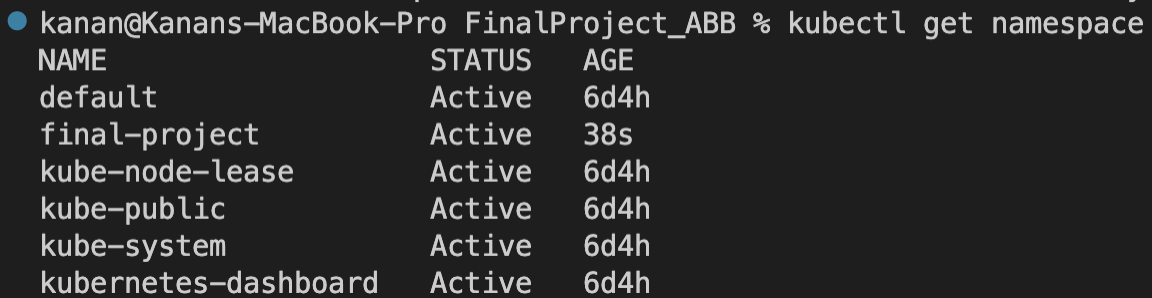 kanan@Kanans-MacBook-Pro FinalProject_ABB % kubectl get namespace
NAME STATUS AGE
default Active 6d4h
final-project Active 38s
kube-node-lease Active 6d4h
kube-public Active 6d4h
kube-system Active 6d4h
kubernetes-dashboard Active 6d4h